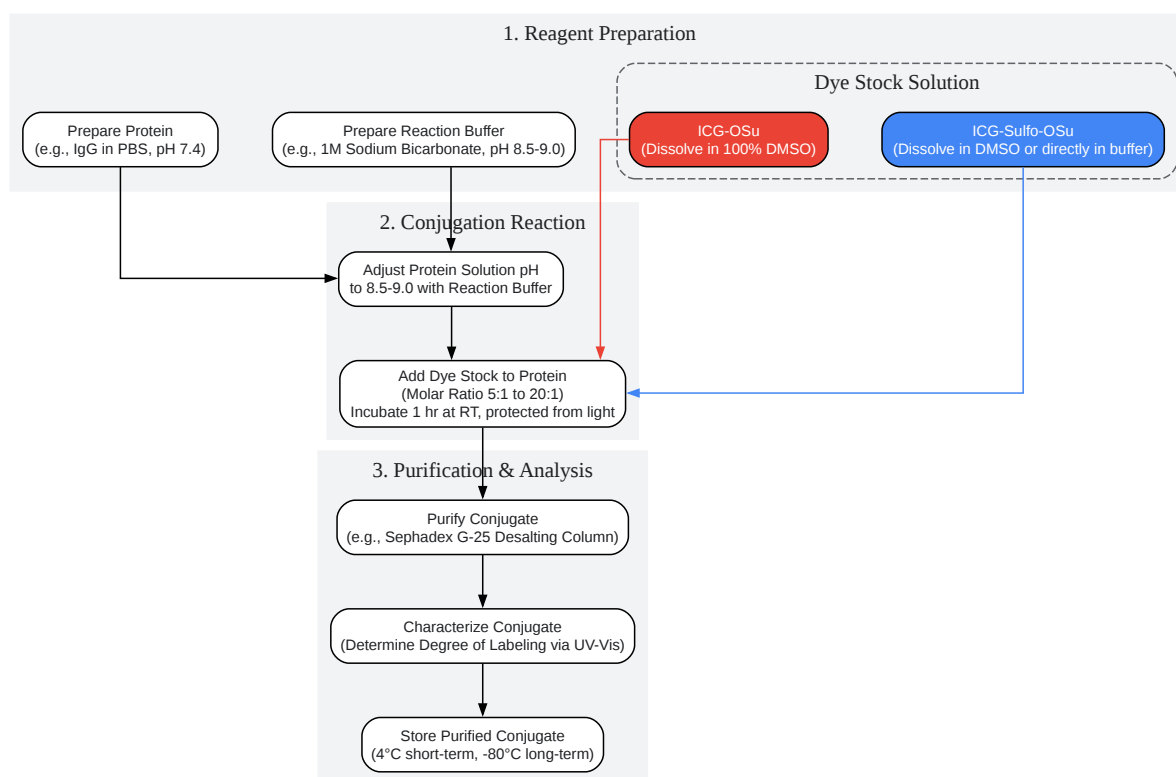 1. Reagent Preparation
Dye Stock Solution
Prepare Protein
(e.g., IgG in PBS, pH 7.4)
Prepare Reaction Buffer
(e.g., 1M Sodium Bicarbonate, pH 8.5-9.0)
ICG-OSu
(Dissolve in 100% DMSO)
ICG-Sulfo-OSu
(Dissolve in DMSO or directly in buffer)
2. Conjugation Reaction
Adjust Protein Solution pH
to 8.5-9.0 with Reaction Buffer
Add Dye Stock to Protein
(Molar Ratio 5:1 to 20:1)
Incubate 1 hr at RT, protected from light
3. Purification & Analysis
Purify Conjugate
(e.g., Sephadex G-25 Desalting Column)
Characterize Conjugate
(Determine Degree of Labeling via UV-Vis)
Store Purified Conjugate
(4°C short-term, -80°C long-term)